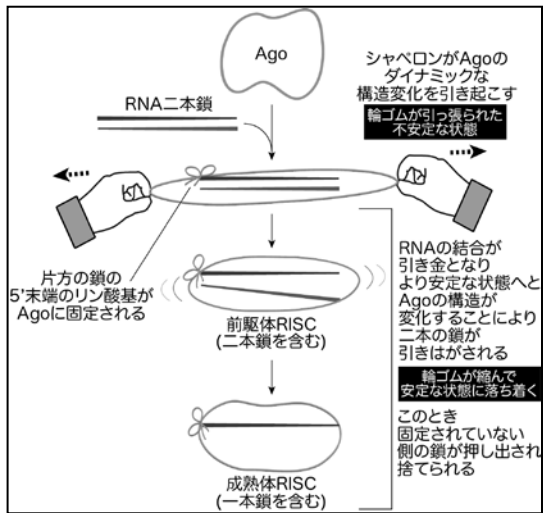 Ago
シャペロンがAgoの
ダイナミックな
構造変化を引き起こす
輪ゴムが引っ張られた
不安定な状態
RNA二本鎖
片方の鎖の
5'末端のリン酸基が
Agoに固定される
前駆体RISC
(二本鎖を含む)
RNAの結合が
引き金となり
より安定な状態へと
Agoの構造が
変化することにより
二本の鎖が
引きはがされる
輪ゴムが縮んで
安定な状態に落ち着く
このとき
固定されていない
側の鎖が押し出され
捨てられる
成熟体RISC
(一本鎖を含む)